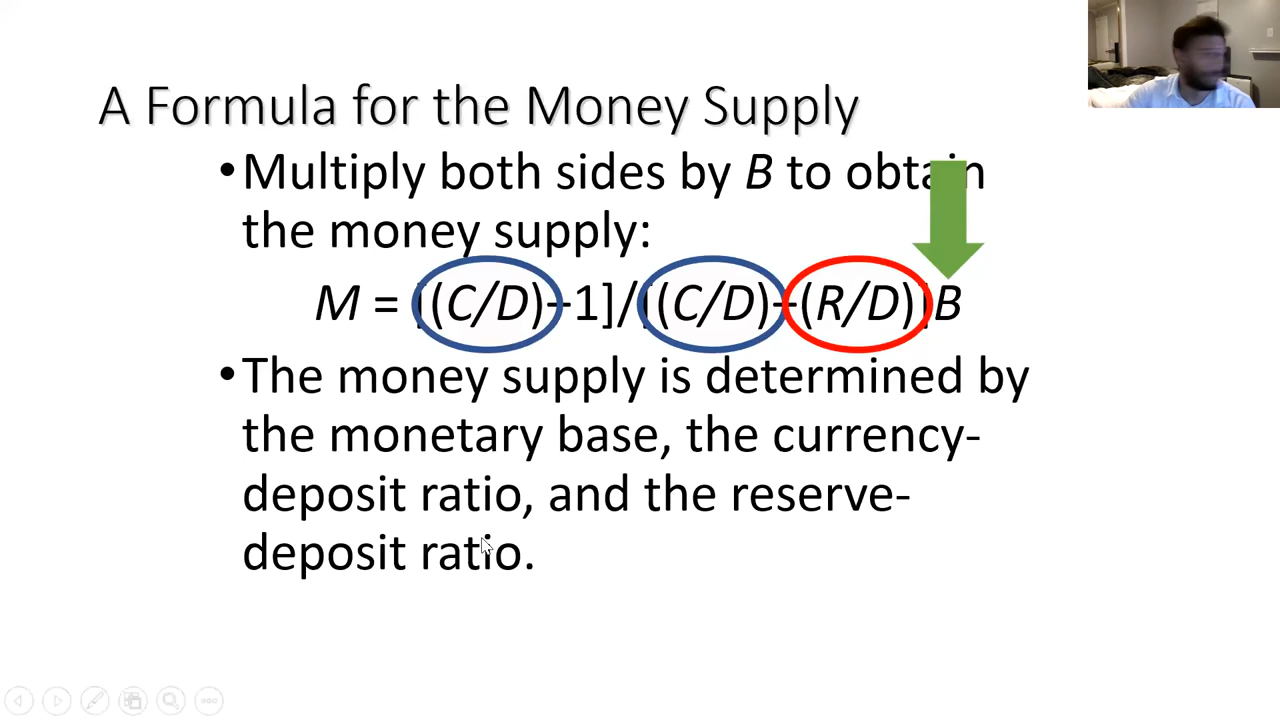 A Formula for the Money Supply
•Multiply both sides by B to obtain
the money supply:
M = [(C/D)+1]/[(C/D)+(R/D)]B
•The money supply is determined by
the monetary base, the currency-
deposit ratio, and the reserve-
deposit ratio.